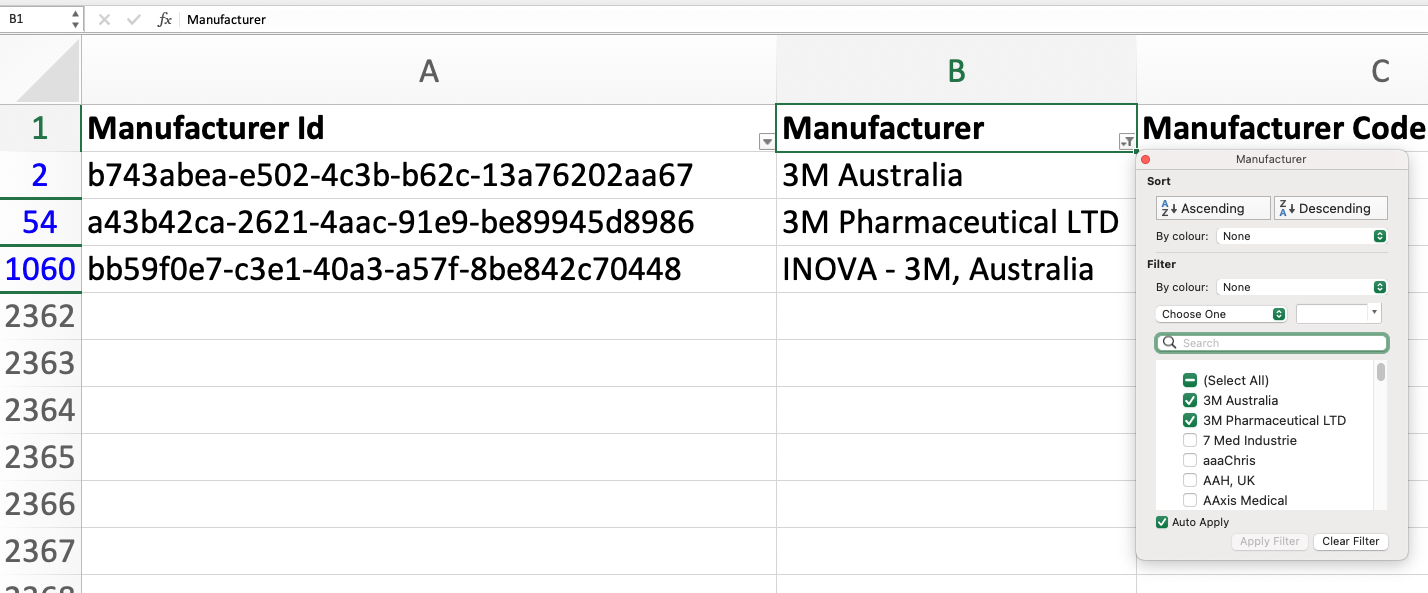 B1 fx Manufacturer
A B C
1 Manufacturer Id Manufacturer Manufacturer Code
2 b743abea-e502-4c3b-b62c-13a76202aa67 3M Australia
54 a43b42ca-2621-4aac-91e9-be89945d8986 3M Pharmaceutical LTD
1060 bb59f0e7-c3e1-40a3-a57f-8be842c70448 INOVA - 3M, Australia
2362
2363
2364
2365
2366
2367
2368
Manufacturer
Sort
A Z Ascending Z A Descending
By colour: None
Filter
By colour: None
Choose One
Search
(Select All)
3M Australia
3M Pharmaceutical LTD
7 Med Industrie
aaaChris
AAH, UK
AAxis Medical
Auto Apply
Apply Filter Clear Filter